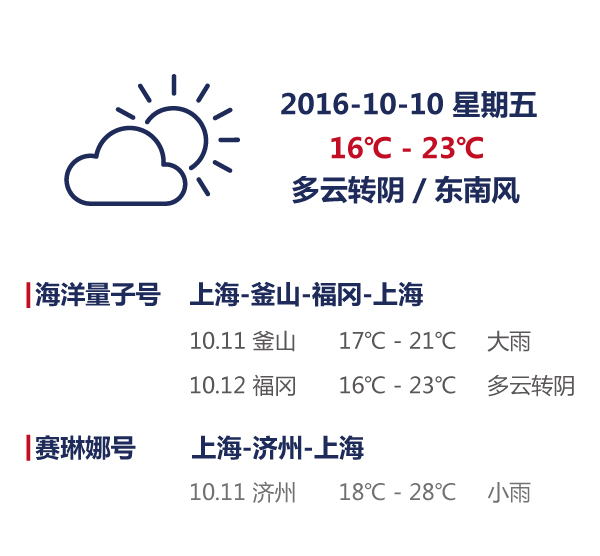 2016-10-10 星期五
16℃ - 23℃
多云转阴 / 东南风
海洋量子号 上海-釜山-福冈-上海
10.11 釜山 17℃ - 21℃ 大雨
10.12 福冈 16℃ - 23℃ 多云转阴
赛琳娜号 上海-济州-上海
10.11 济州 18℃ - 28℃ 小雨